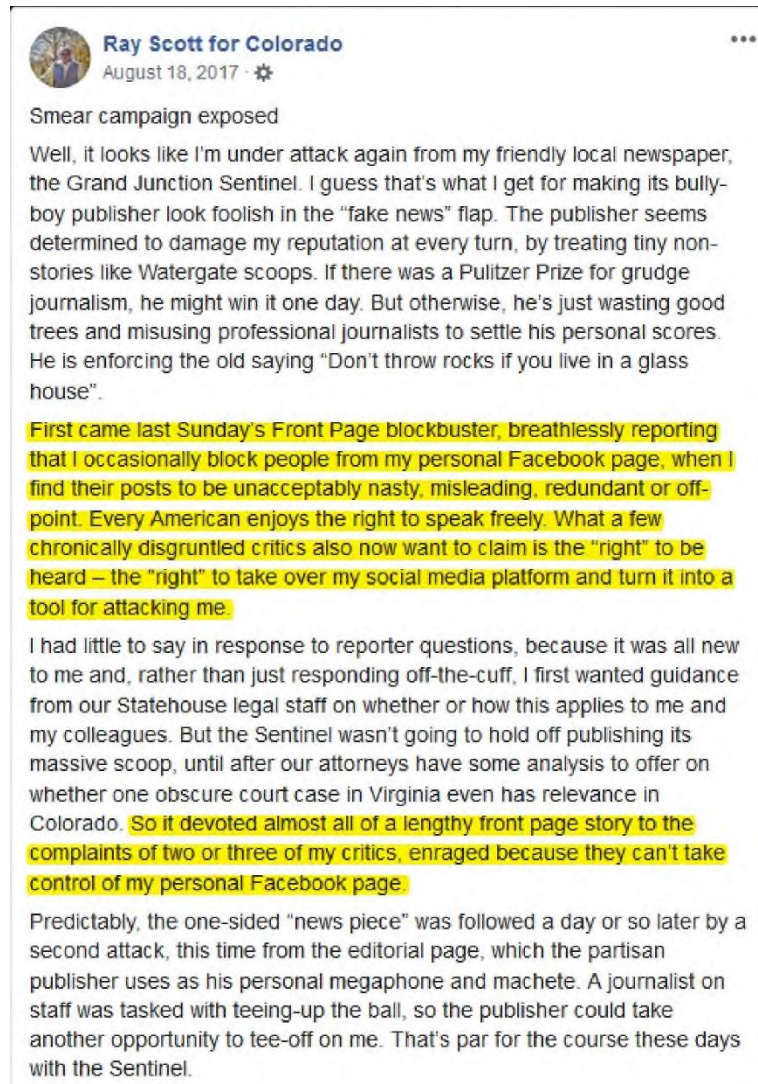 Ray Scott for Colorado
August 18, 2017 ·
Smear campaign exposed
Well, it looks like I'm under attack again from my friendly local newspaper,
the Grand Junction Sentinel. I guess that's what I get for making its bully-
boy publisher look foolish in the "fake news" flap. The publisher seems
determined to damage my reputation at every turn, by treating tiny non-
stories like Watergate scoops. If there was a Pulitzer Prize for grudge
journalism, he might win it one day. But otherwise, he's just wasting good
trees and misusing professional journalists to settle his personal scores.
He is enforcing the old saying "Don't throw rocks if you live in a glass
house".
First came last Sunday's Front Page blockbuster, breathlessly reporting
that I occasionally block people from my personal Facebook page, when I
find their posts to be unacceptably nasty, misleading, redundant or off-
point. Every American enjoys the right to speak freely. What a few
chronically disgruntled critics also now want to claim is the "right" to be
heard – the "right" to take over my social media platform and turn it into a
tool for attacking me.
I had little to say in response to reporter questions, because it was all new
to me and, rather than just responding off-the-cuff, I first wanted guidance
from our Statehouse legal staff on whether or how this applies to me and
my colleagues. But the Sentinel wasn't going to hold off publishing its
massive scoop, until after our attorneys have some analysis to offer on
whether one obscure court case in Virginia even has relevance in
Colorado. So it devoted almost all of a lengthy front page story to the
complaints of two or three of my critics, enraged because they can't take
control of my personal Facebook page.
Predictably, the one-sided "news piece" was followed a day or so later by a
second attack, this time from the editorial page, which the partisan
publisher uses as his personal megaphone and machete. A journalist on
staff was tasked with teeing-up the ball, so the publisher could take
another opportunity to tee-off on me. That's par for the course these days
with the Sentinel.